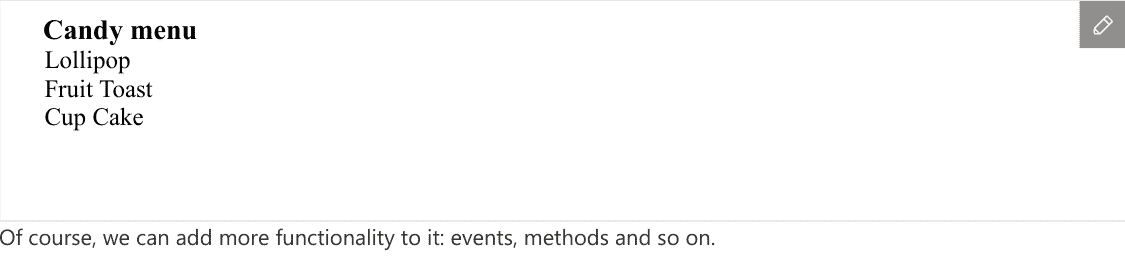 Candy menu
Lollipop
Fruit Toast
Cup Cake
Of course, we can add more functionality to it: events, methods and so on.